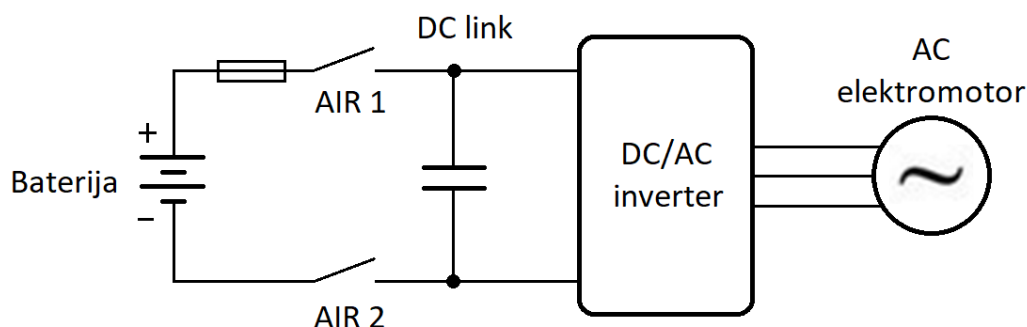 DC link
AC
elektromotor
AIR 1
+
Baterija
–
DC/AC
inverter
~
AIR 2